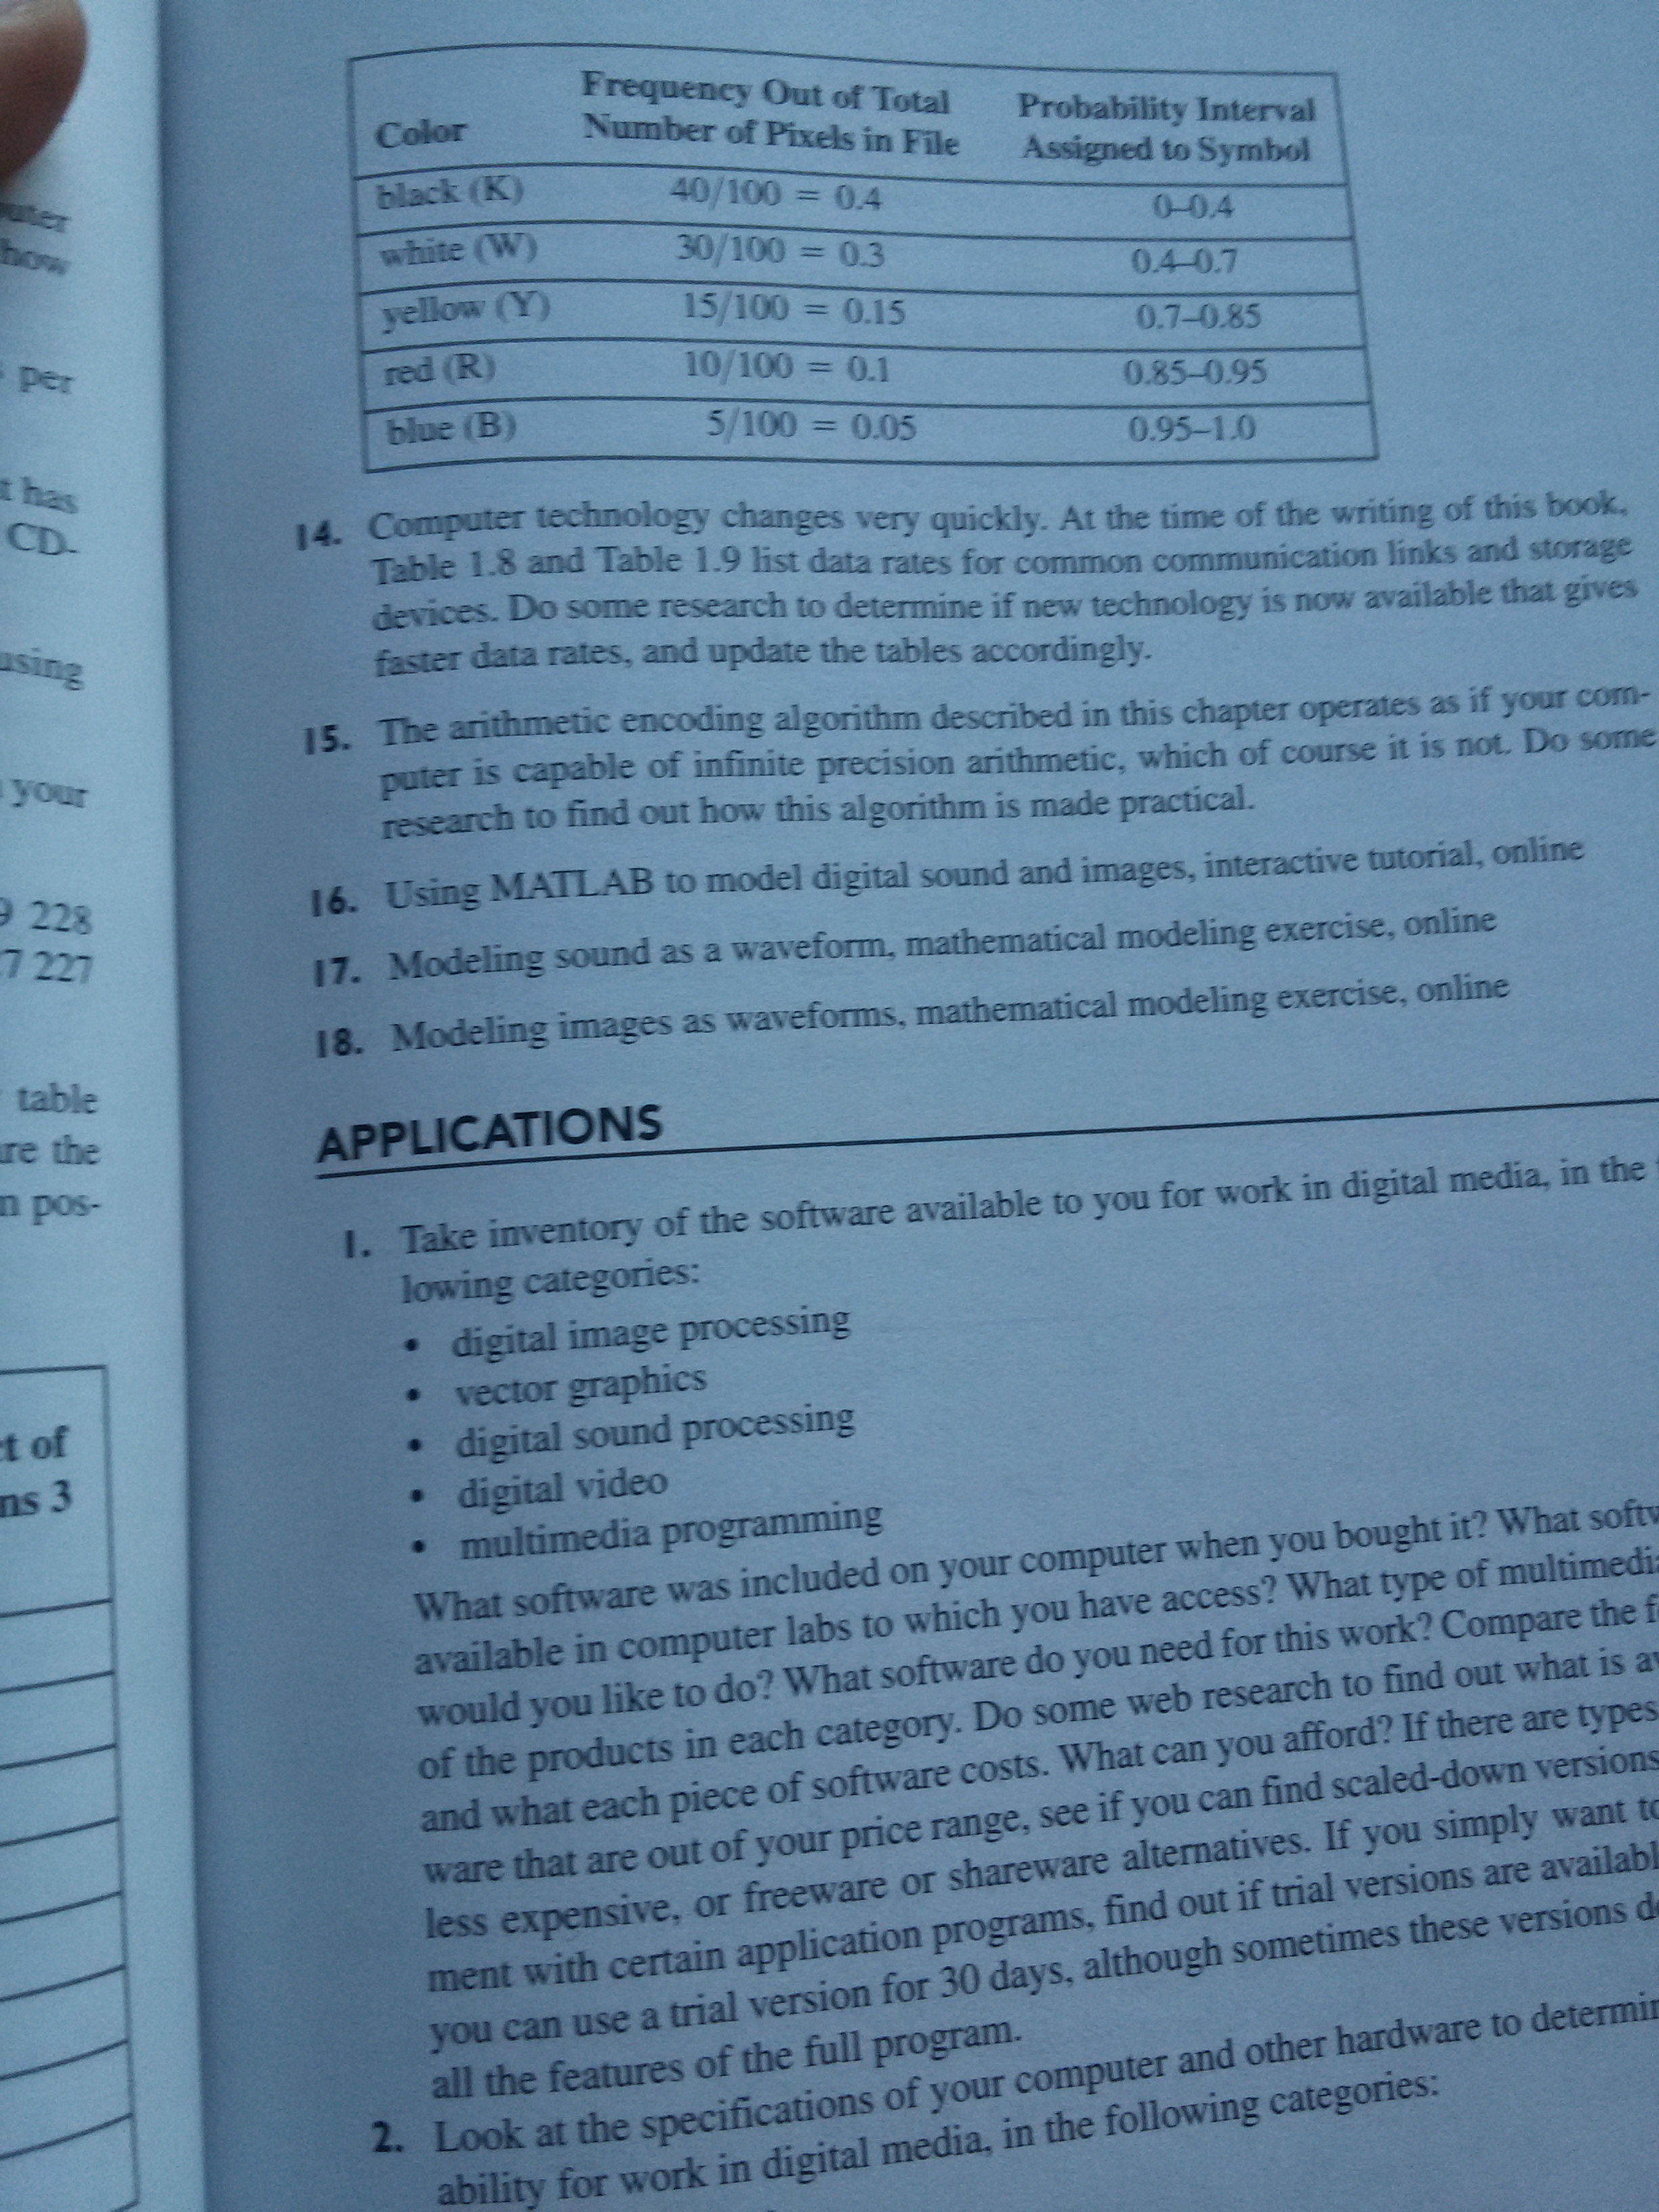 Color Frequency Out of Total Number of Pixels in File Probability Interval Assigned to Symbol
black (K) 40/100 = 0.4 0–0.4
white (W) 30/100 = 0.3 0.4–0.7
yellow (Y) 15/100 = 0.15 0.7–0.85
red (R) 10/100 = 0.1 0.85–0.95
blue (B) 5/100 = 0.05 0.95–1.0
14. Computer technology changes very quickly. At the time of the writing of this book,
Table 1.8 and Table 1.9 list data rates for common communication links and storage
devices. Do some research to determine if new technology is now available that gives
faster data rates, and update the tables accordingly.
15. The arithmetic encoding algorithm described in this chapter operates as if your com-
puter is capable of infinite precision arithmetic, which of course it is not. Do some
research to find out how this algorithm is made practical.
16. Using MATLAB to model digital sound and images, interactive tutorial, online
17. Modeling sound as a waveform, mathematical modeling exercise, online
18. Modeling images as waveforms, mathematical modeling exercise, online
APPLICATIONS
1. Take inventory of the software available to you for work in digital media, in the
lowing categories:
• digital image processing
• vector graphics
• digital sound processing
• digital video
• multimedia programming
What software was included on your computer when you bought it? What softw
available in computer labs to which you have access? What type of multimedia
would you like to do? What software do you need for this work? Compare the f
of the products in each category. Do some web research to find out what is av
and what each piece of software costs. What can you afford? If there are types
ware that are out of your price range, see if you can find scaled-down versions
less expensive, or freeware or shareware alternatives. If you simply want to
ment with certain application programs, find out if trial versions are availabl
you can use a trial version for 30 days, although sometimes these versions do
all the features of the full program.
2. Look at the specifications of your computer and other hardware to determin
ability for work in digital media, in the following categories:
how
per
t has
CD-
using
your
228
7 227
table
re the
n pos-
t of
ns 3